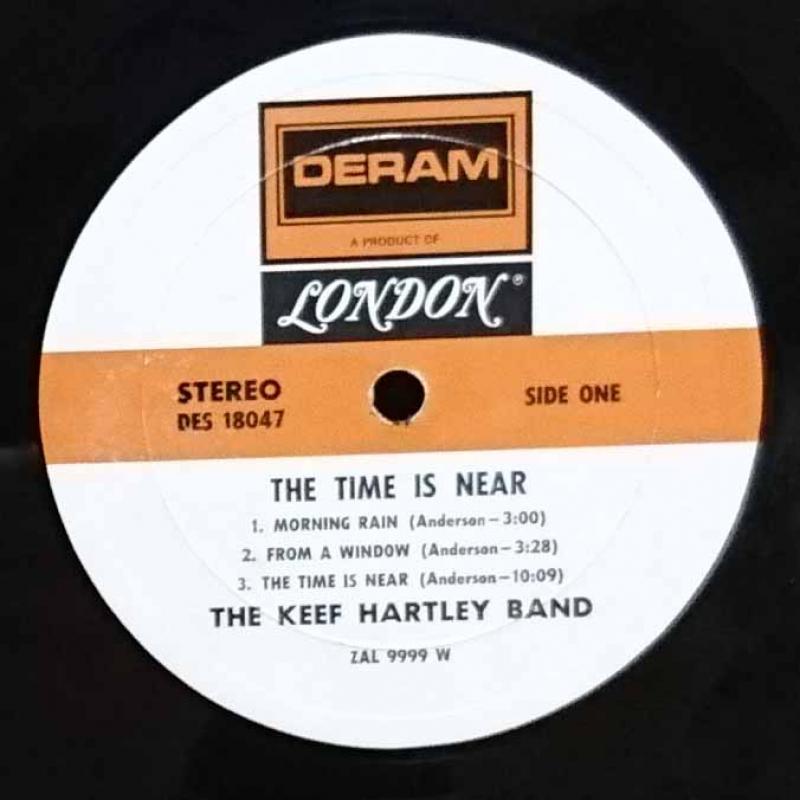 DERAM
A PRODUCT OF
LONDON®
STEREO
DES 18047
SIDE ONE
THE TIME IS NEAR
1. MORNING RAIN (Anderson—3:00)
2. FROM A WINDOW (Anderson—3:28)
3. THE TIME IS NEAR (Anderson—10:09)
THE KEEF HARTLEY BAND
ZAL 9999 W